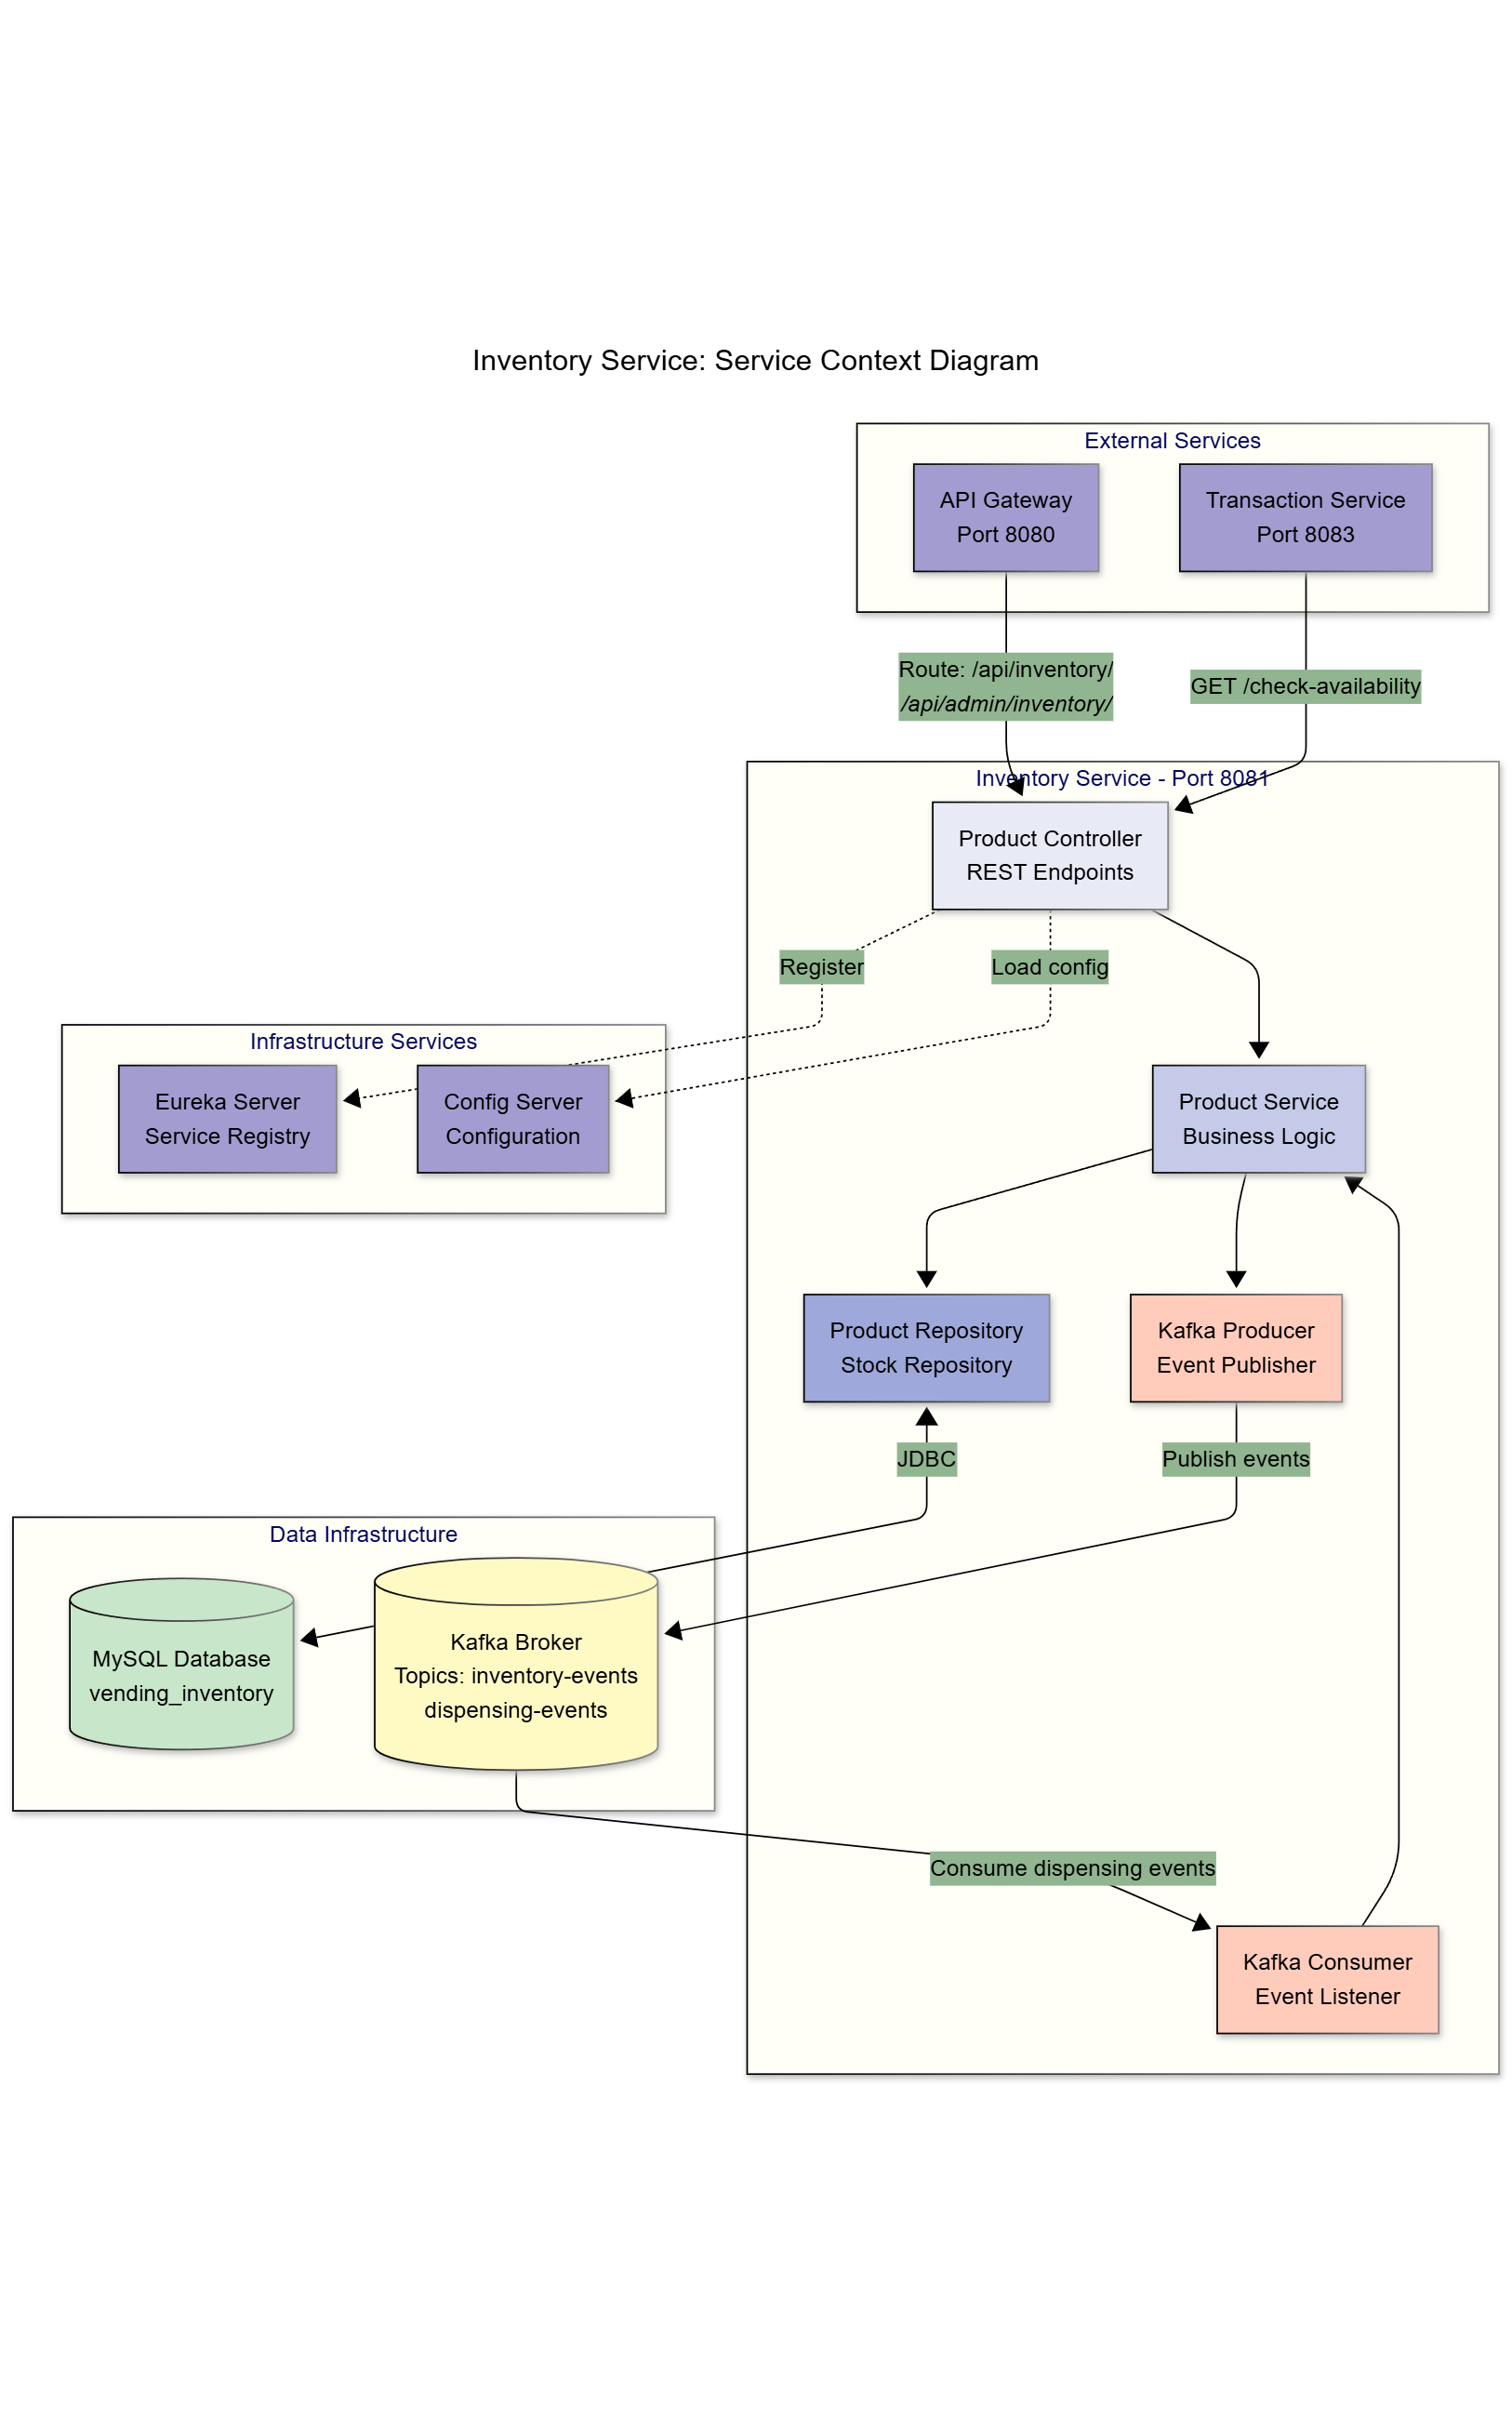 Inventory Service: Service Context Diagram
External Services
API Gateway
Port 8080
Transaction Service
Port 8083
Route: /api/inventory/
/api/admin/inventory/
GET /check-availability
Inventory Service - Port 8081
Product Controller
REST Endpoints
Register
Load config
Infrastructure Services
Eureka Server
Service Registry
Config Server
Configuration
Product Service
Business Logic
Product Repository
Stock Repository
Kafka Producer
Event Publisher
JDBC
Publish events
Data Infrastructure
MySQL Database
vending_inventory
Kafka Broker
Topics: inventory-events
dispensing-events
Consume dispensing events
Kafka Consumer
Event Listener